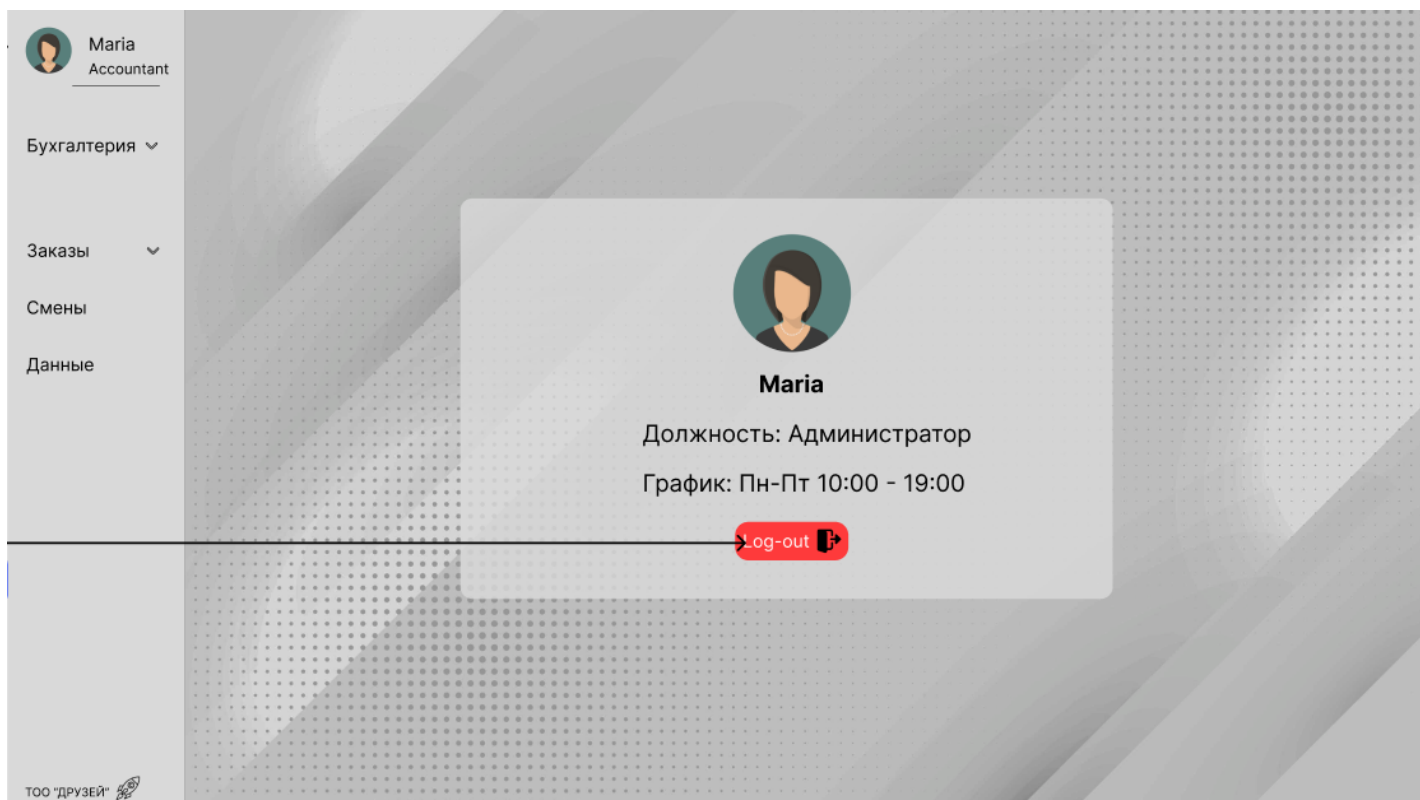 Maria
Accountant
Бухгалтерия
Заказы
Смены
Данные
ТОО "ДРУЗЕЙ"
Maria
Должность: Администратор
График: Пн-Пт 10:00 - 19:00
Log-out